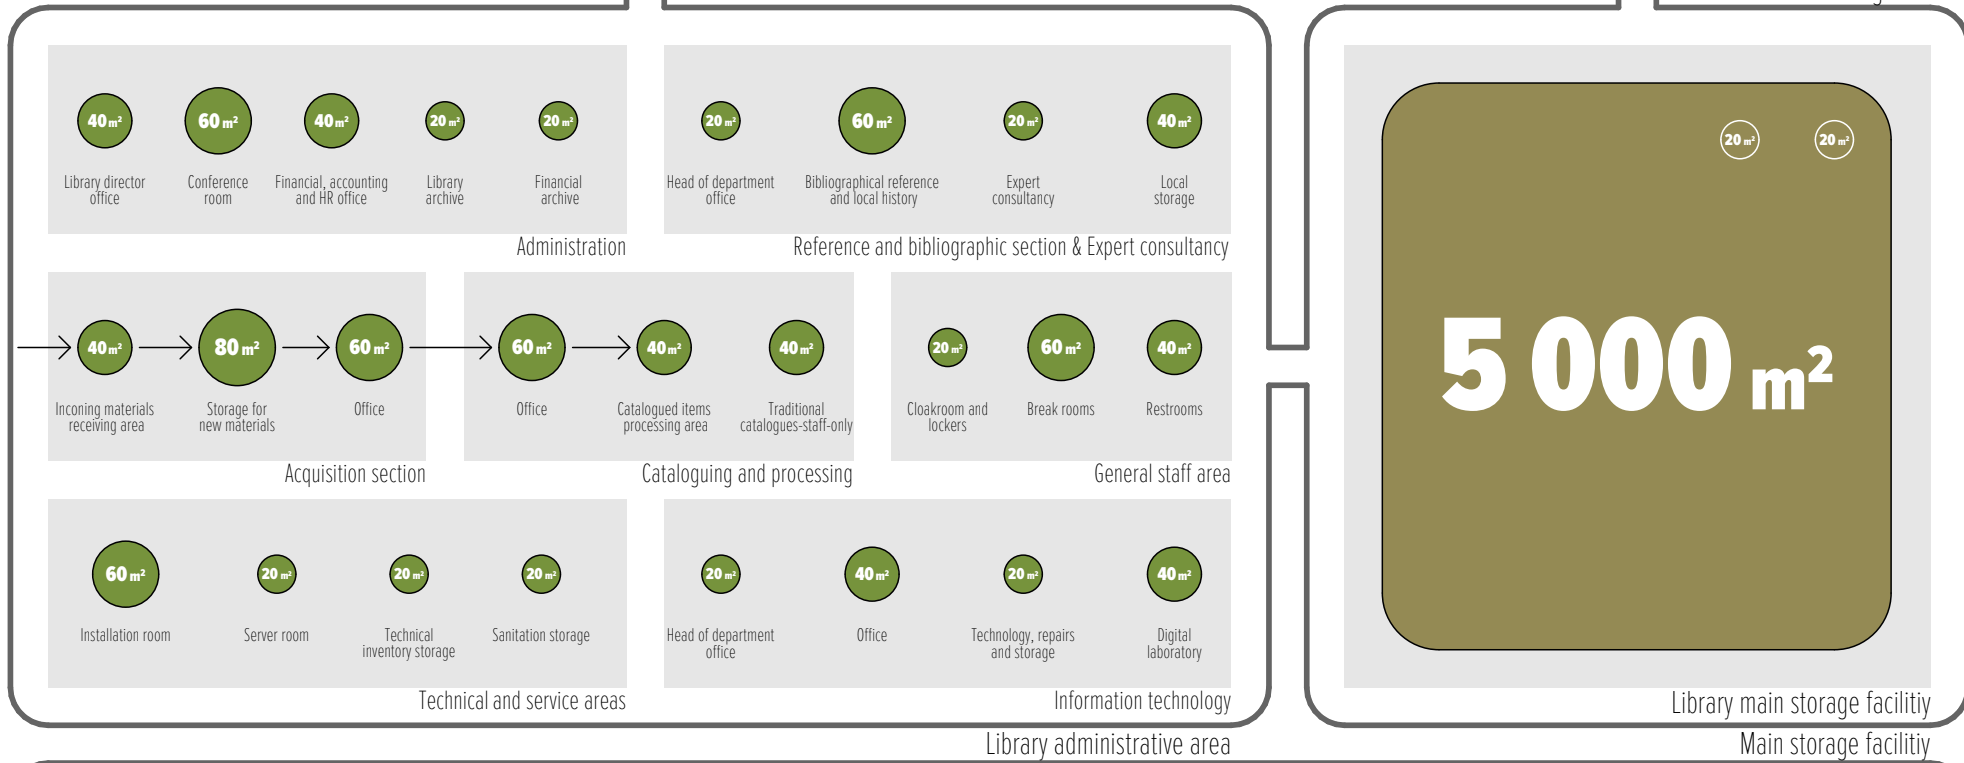 40 m²
60 m²
40 m²
20 m²
20 m²
Library director
office
Conference
room
Financial, accounting
and HR office
Library
archive
Financial
archive
Administration
20 m²
60 m²
20 m²
40 m²
Head of department
office
Bibliographical reference
and local history
Expert
consultancy
Local
storage
Reference and bibliographic section & Expert consultancy
40 m²
80 m²
60 m²
Inconing materials
receiving area
Storage for
new materials
Office
Acquisition section
60 m²
40 m²
40 m²
Office
Catalogued items
processing area
Traditional
catalogues-staff-only
Cataloguing and processing
20 m²
60 m²
40 m²
Cloakroom and
lockers
Break rooms
Restrooms
General staff area
60 m²
20 m²
20 m²
20 m²
Installation room
Server room
Technical
inventory storage
Sanitation storage
Technical and service areas
20 m²
40 m²
20 m²
40 m²
Head of department
office
Office
Technology, repairs
and storage
Digital
laboratory
Information technology
Library administrative area
20 m²
20 m²
5 000 m²
Library main storage facilitiy
Main storage facilitiy